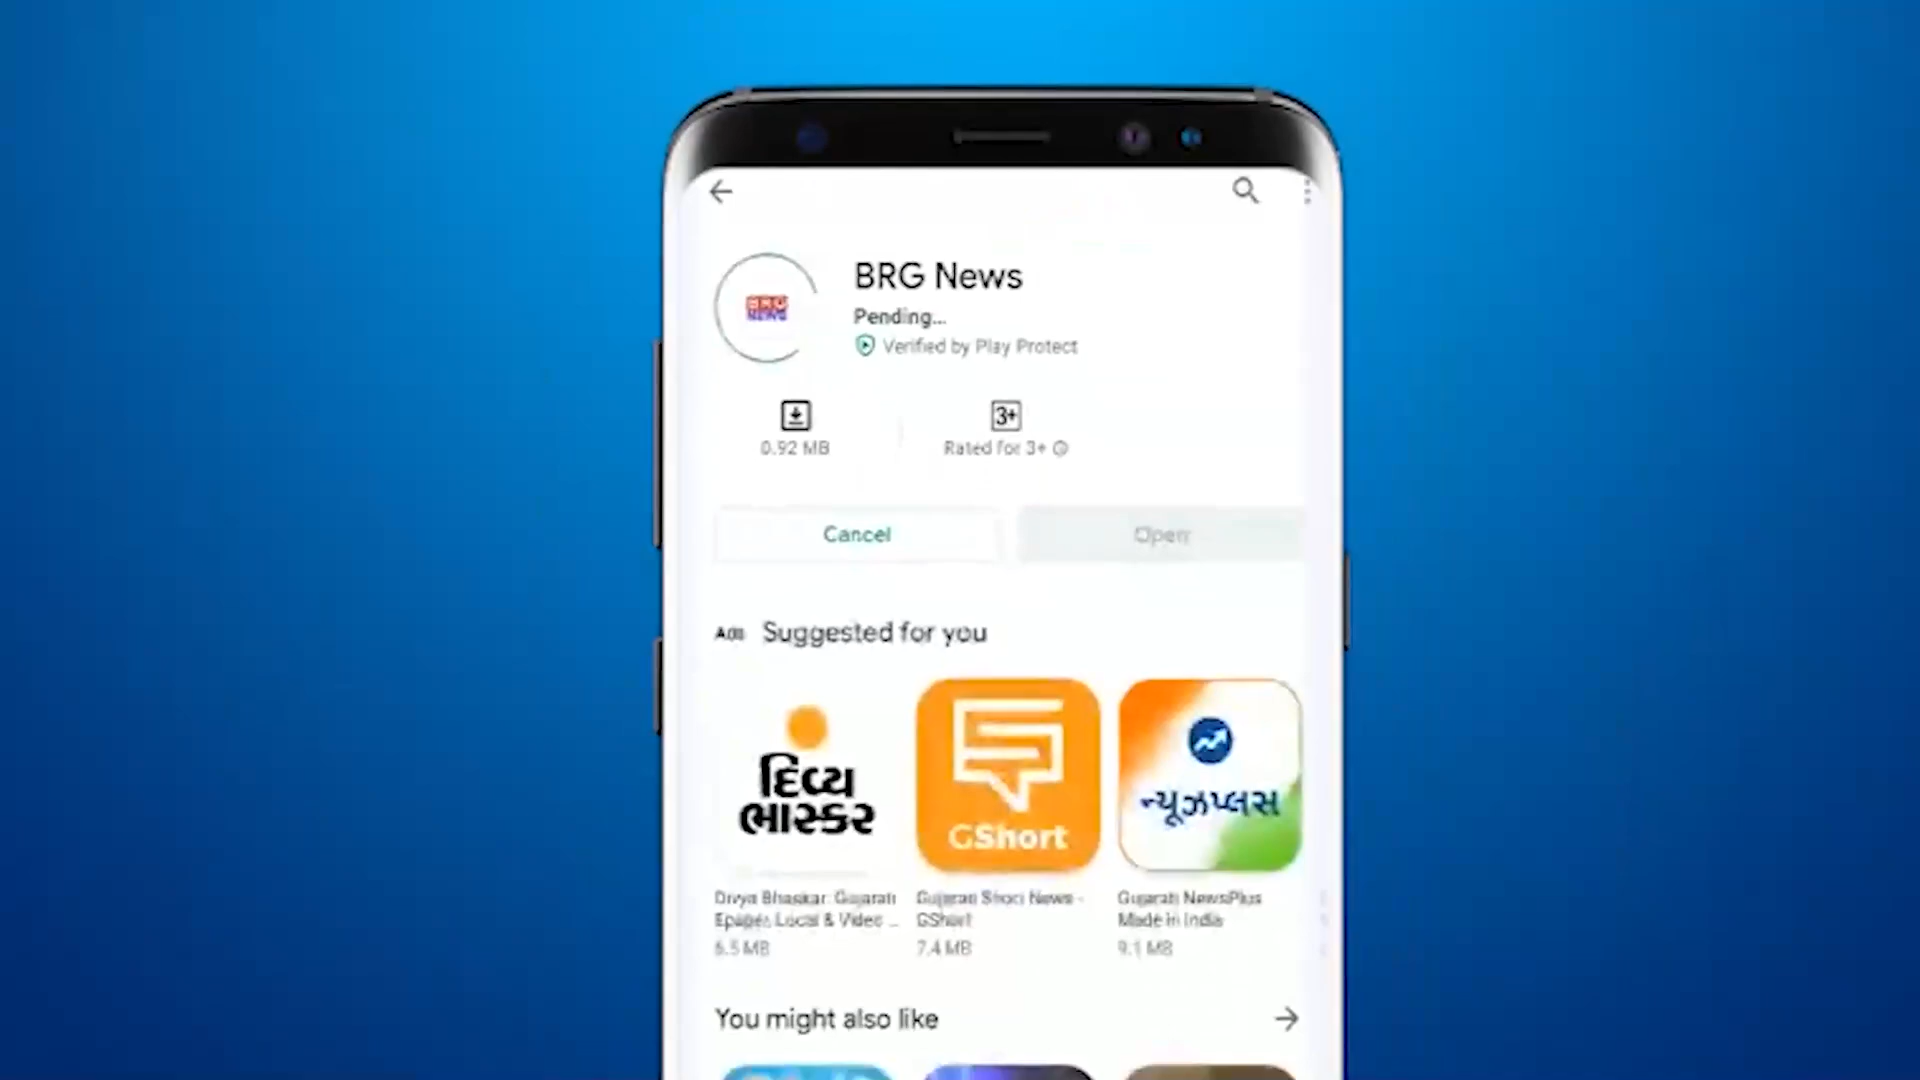 BRG News
BRG
NEWS
Pending...
Verified by Play Protect
3+
0.92 MB
Rated for 3+
Cancel
Open
Ads Suggested for you
દિવ્ય
ભાસ્કર
GShort
ન્યૂઝપ્લસ
Divya Bhaskar: Gujarati
Epaper, Local & Video ...
6.5 MB
Gujarati Short News -
GShort
7.4 MB
Gujarati NewsPlus
Made in India
9.1 MB
You might also like